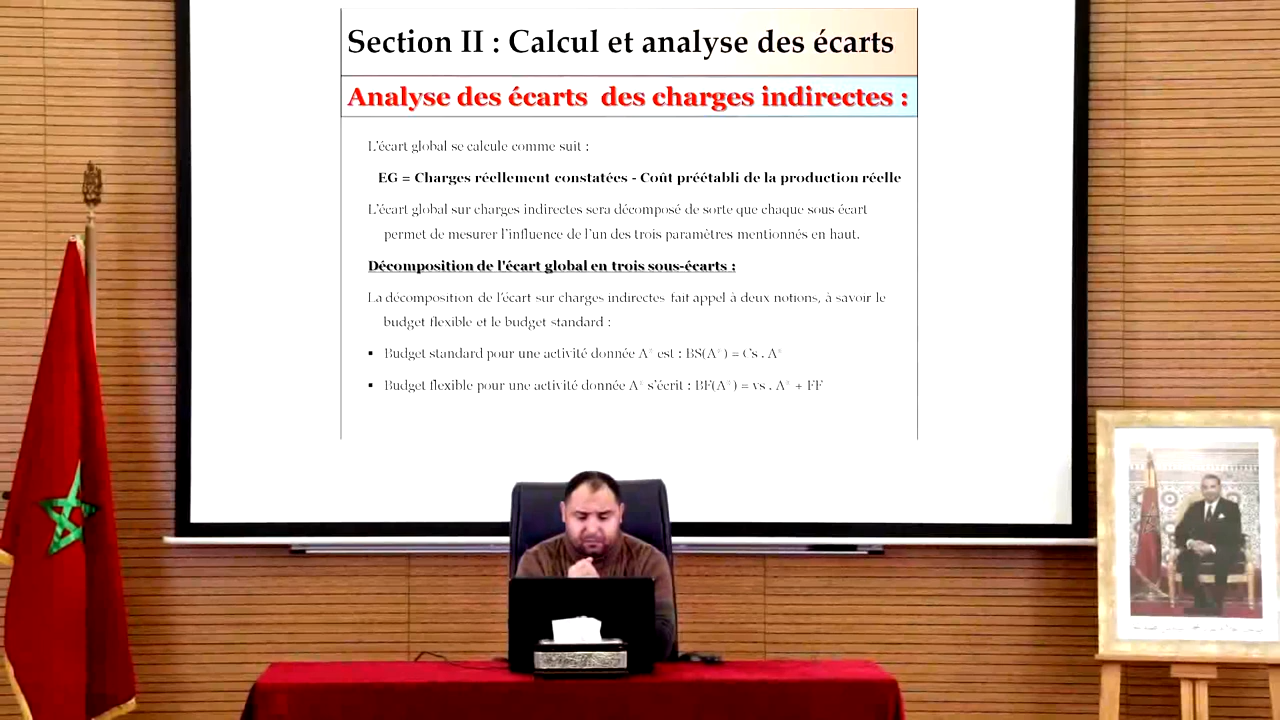 Section II : Calcul et analyse des écarts
Analyse des écarts des charges indirectes :
L'écart global se calcule comme suit :
EG = Charges réellement constatées - Coût préétabli de la production réelle
L'écart global sur charges indirectes sera décomposé de sorte que chaque sous écart
permet de mesurer l'influence de l'un des trois paramètres mentionnés en haut.
Décomposition de l'écart global en trois sous-écarts :
La décomposition de l'écart sur charges indirectes fait appel à deux notions, à savoir le
budget flexible et le budget standard :
▪ Budget standard pour une activité donnée A* est : BS(A*) = Cs . A*
▪ Budget flexible pour une activité donnée A* s'écrit : BF(A*) = vs . A* + FF